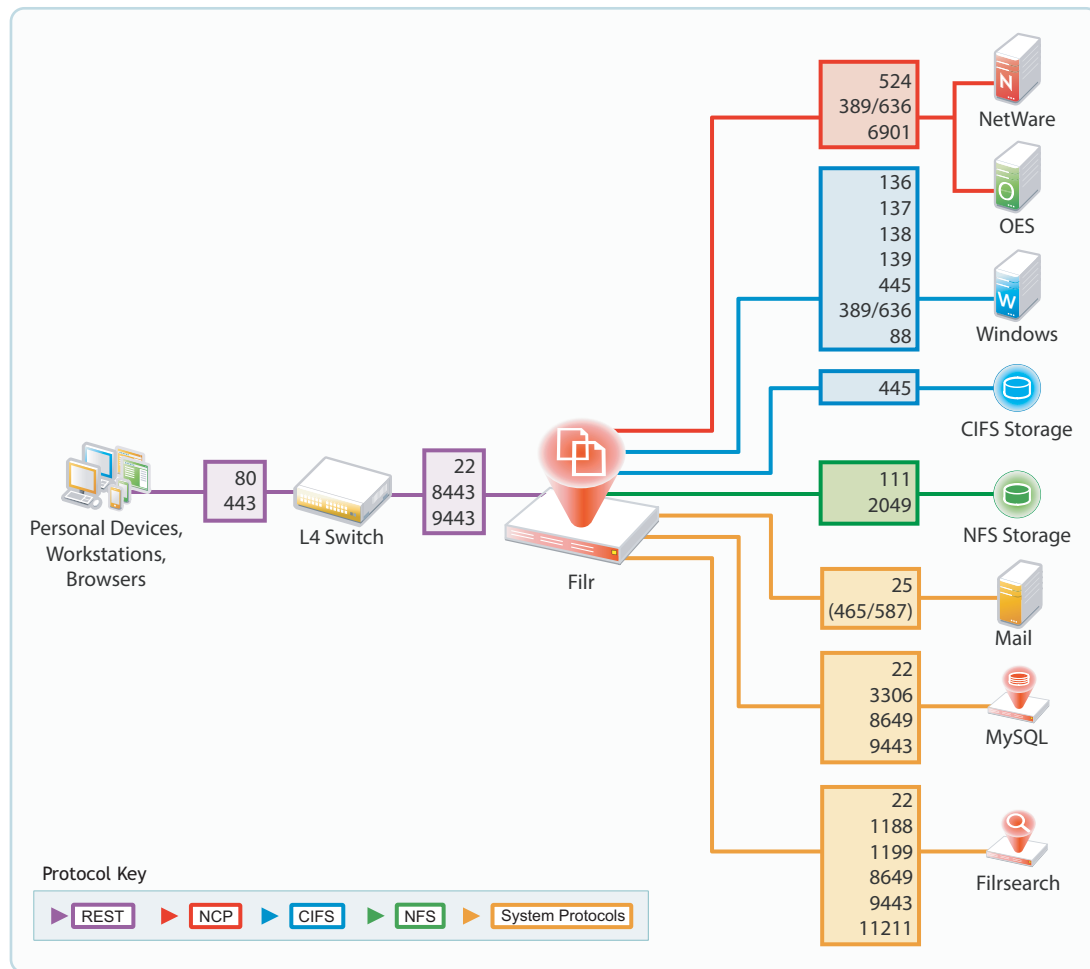 524
389/636
6901
N
NetWare
O
OES
136
137
138
139
445
389/636
88
W
Windows
445
CIFS Storage
80
443
22
8443
9443
111
2049
Personal Devices,
Workstations,
Browsers
L4 Switch
Filr
NFS Storage
25
(465/587)
Mail
22
3306
8649
9443
MySQL
22
1188
1199
8649
9443
11211
Filrsearch
Protocol Key
REST
NCP
CIFS
NFS
System Protocols